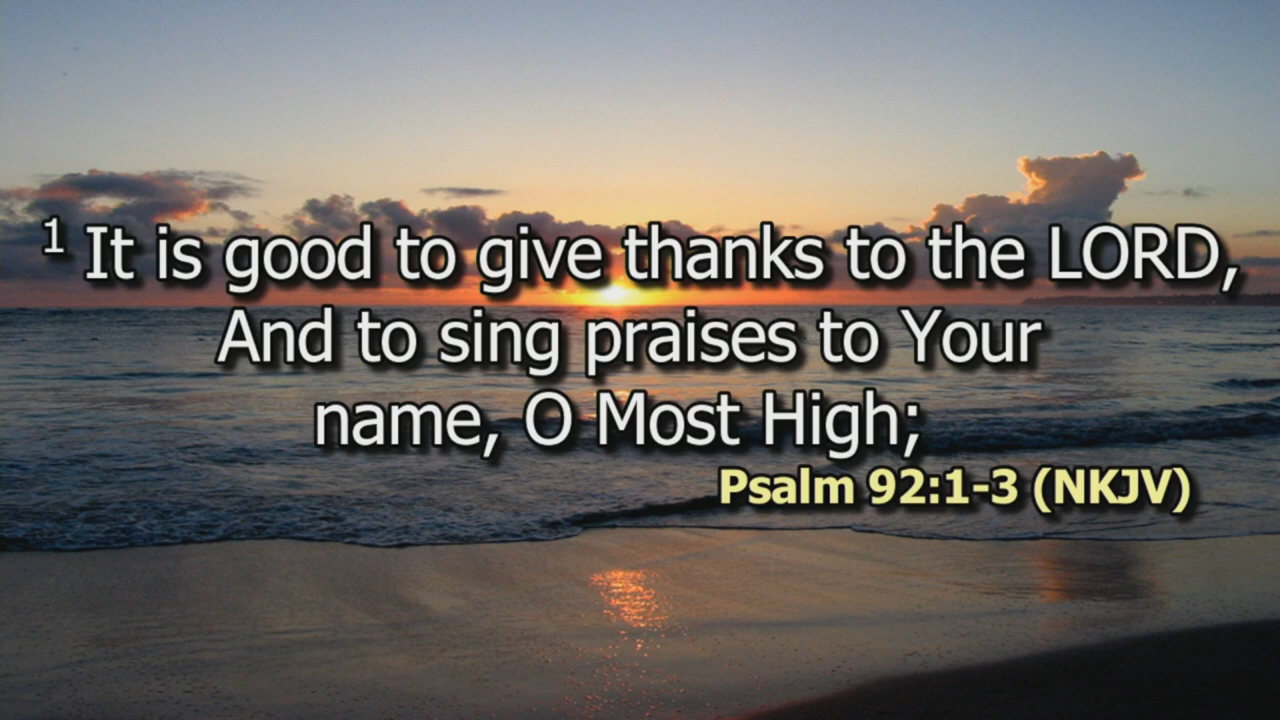 1 It is good to give thanks to the LORD,
And to sing praises to Your
name, O Most High;
Psalm 92:1-3 (NKJV)